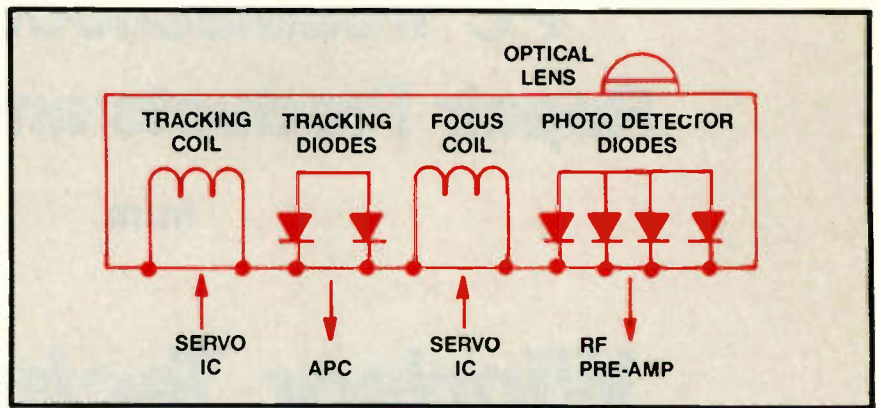 OPTICAL
LENS
TRACKING
COIL
TRACKING
DIODES
FOCUS
COIL
PHOTO DETECTOR
DIODES
SERVO
IC
APC
SERVO
IC
RF
PRE-AMP